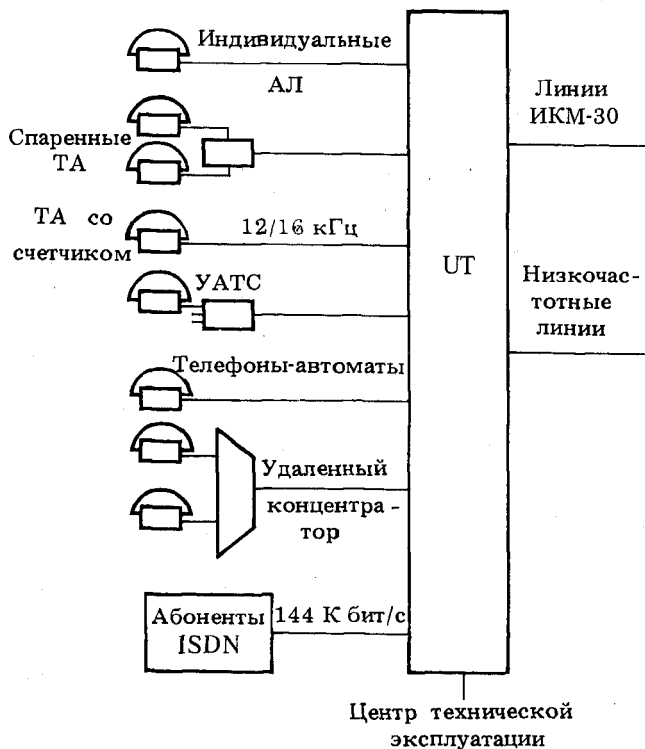 Индивидуальные
АЛ
Спаренные
ТА
ТА со
счетчиком
12/16 кГц
УАТС
Телефоны-автоматы
Удаленный
концентра-
тор
Абоненты
ISDN
144 К бит/с
UT
Линии
ИКМ-30
Низкочас-
тотные
линии
Центр технической
эксплуатации